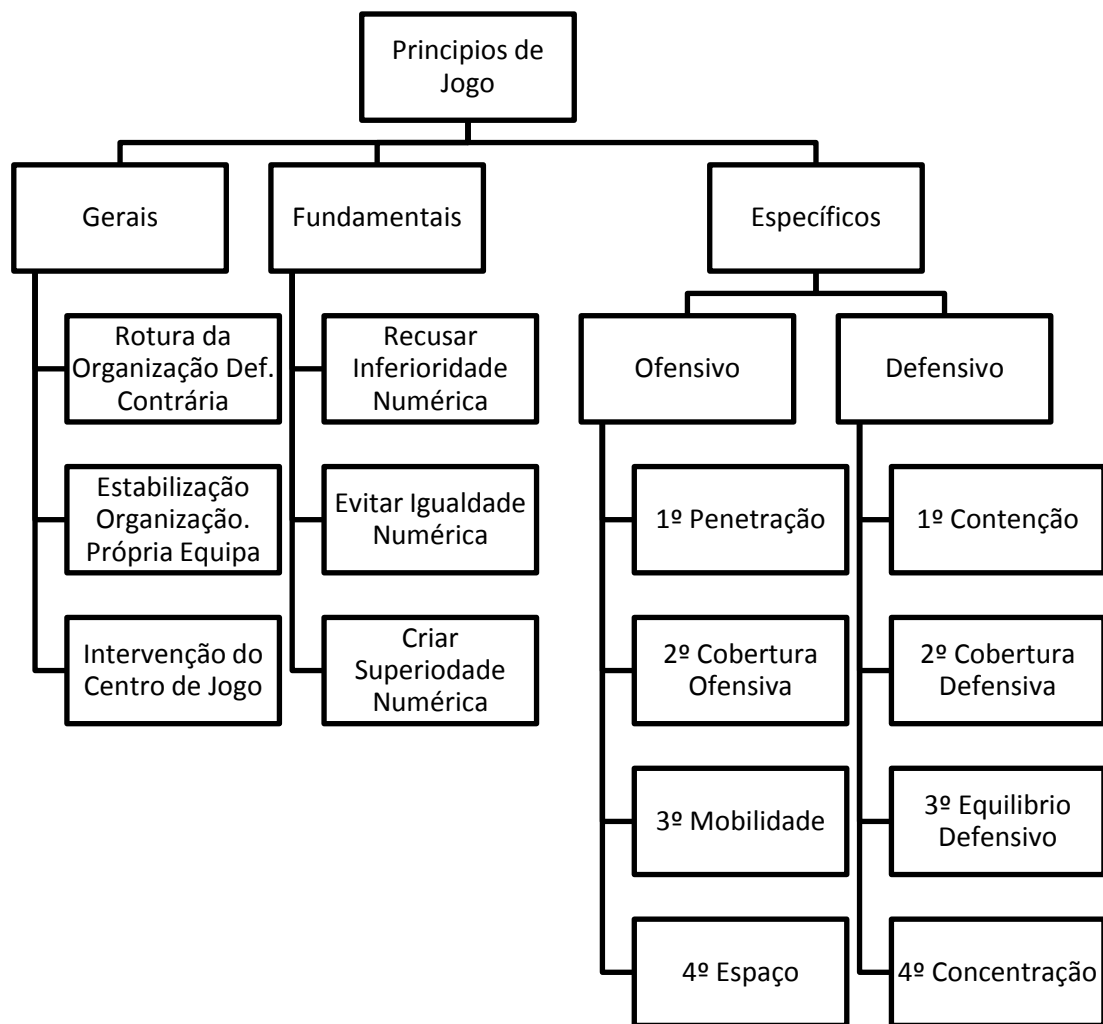 Principios de
Jogo
Gerais
Fundamentais
Específicos
Rotura da
Organização Def.
Contrária
Recusar
Inferioridade
Numérica
Ofensivo
Defensivo
Estabilização
Organização.
Própria Equipa
Evitar Igualdade
Numérica
1º Penetração
1º Contenção
Intervenção do
Centro de Jogo
Criar
Superiodade
Numérica
2º Cobertura
Ofensiva
2º Cobertura
Defensiva
3º Mobilidade
3º Equilibrio
Defensivo
4º Espaço
4º Concentração